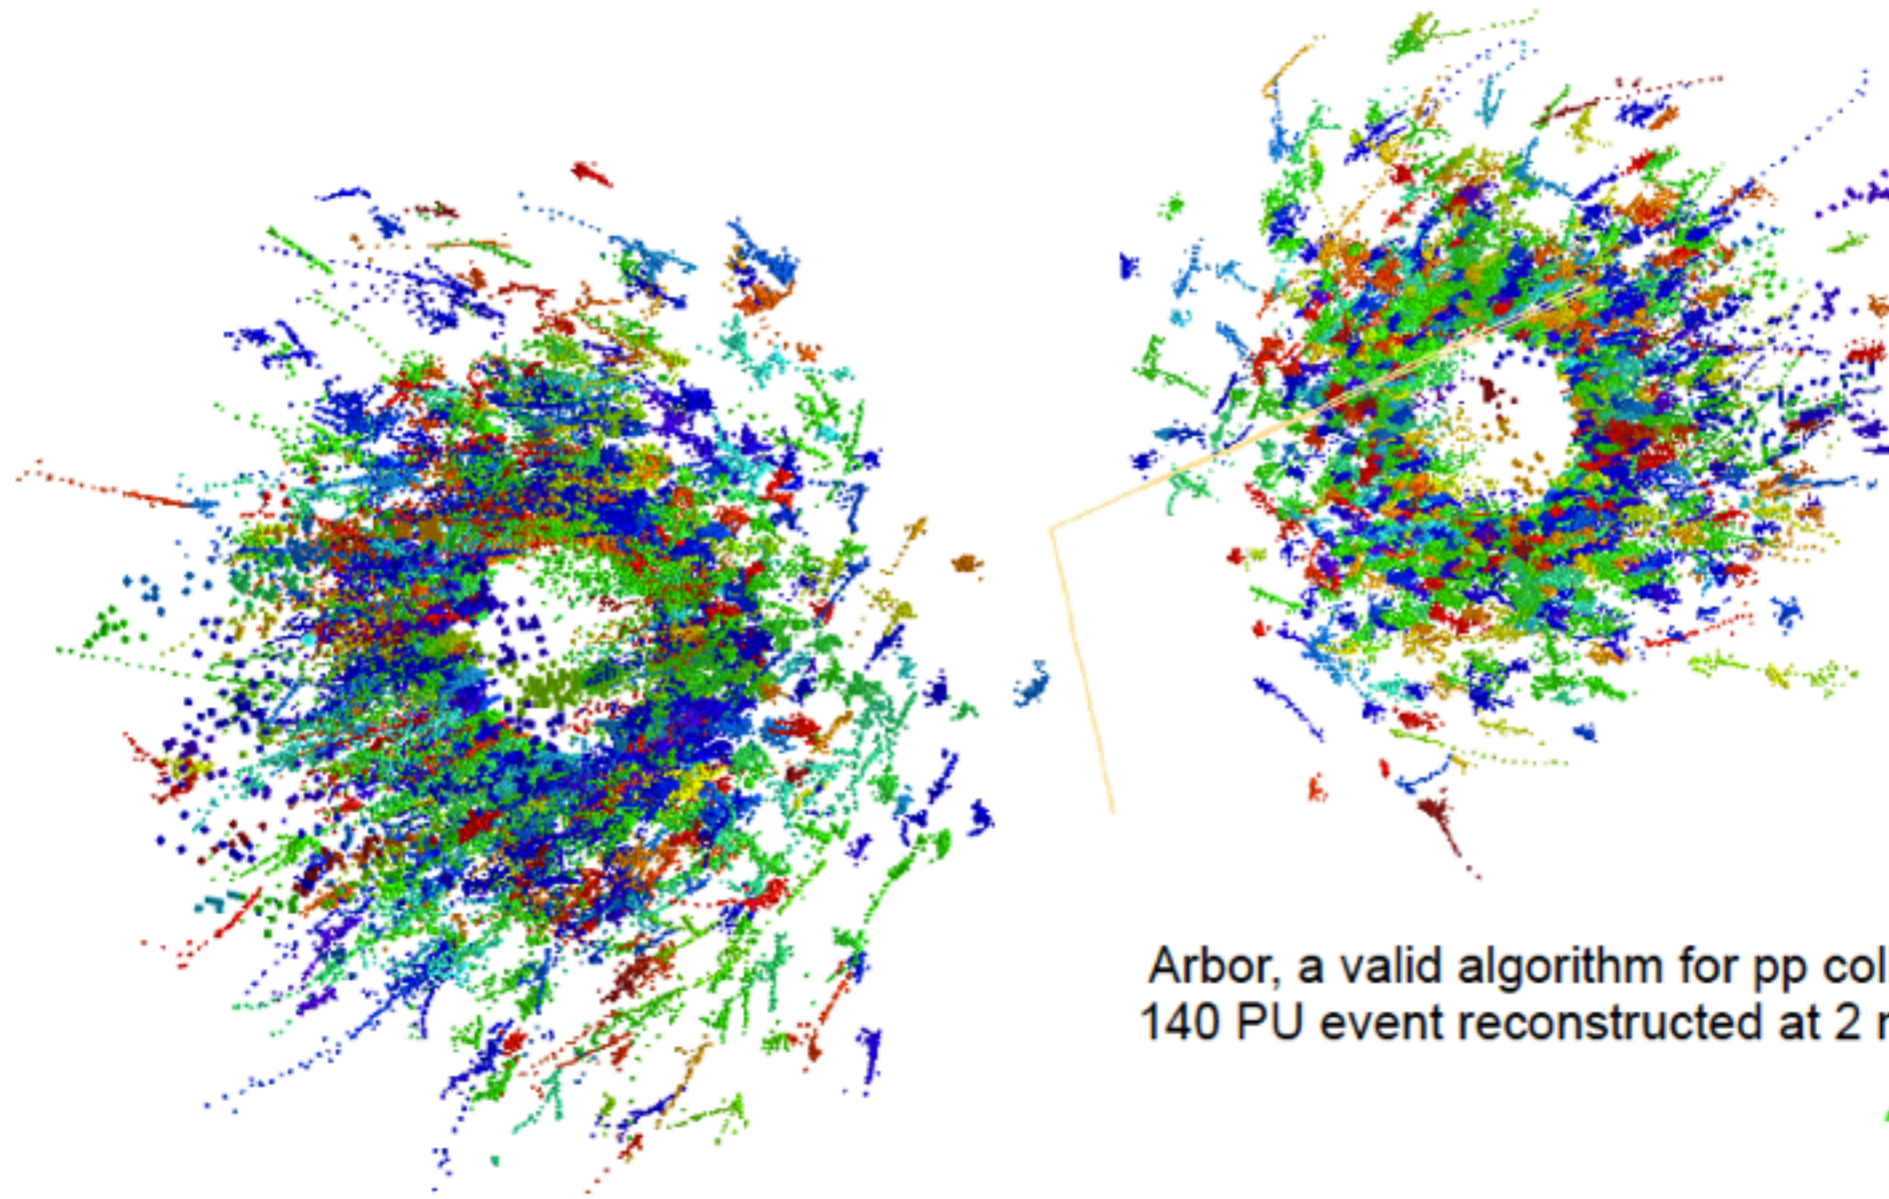 Arbor, a valid algorithm for pp col
140 PU event reconstructed at 2